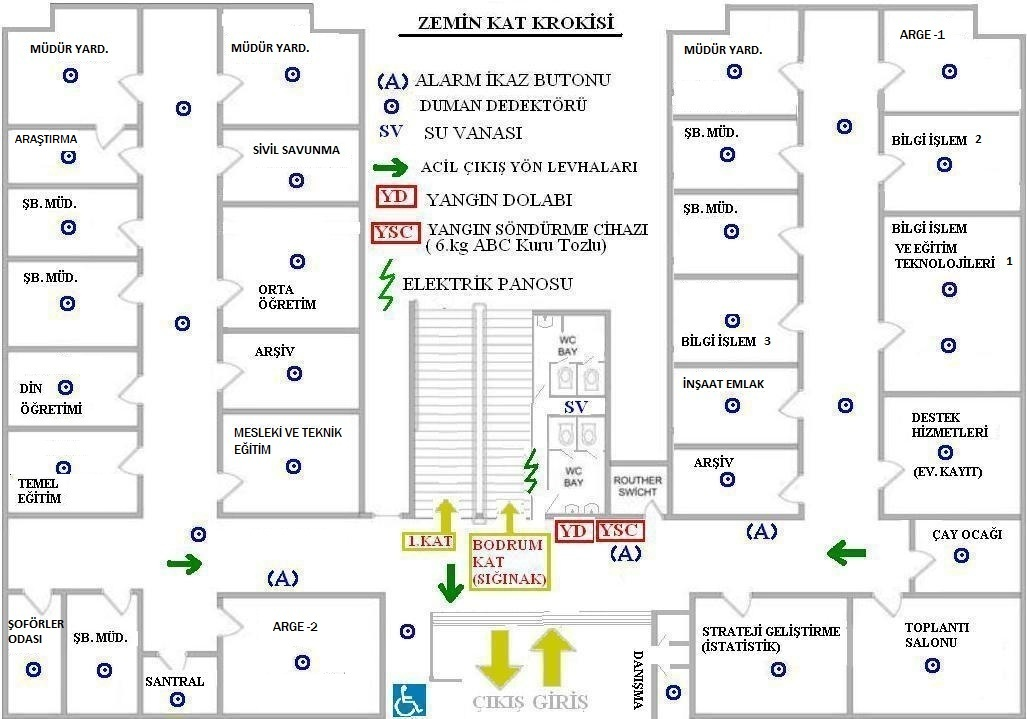 ZEMİN KAT KROKİSİ
(A) ALARM İKAZ BUTONU
DUMAN DEDEKTÖRÜ
SV SU VANASI
ACİL ÇIKIŞ YÖN LEVHALARI
YD YANGIN DOLABI
YSC YANGIN SÖNDÜRME CİHAZI
( 6.kg ABC Kuru Tozlu)
ELEKTRİK PANOSU
MÜDÜR YARD.
ARAŞTIRMA
ŞB. MÜD.
ŞB. MÜD.
DİN
ÖĞRETİMİ
TEMEL
EĞİTİM
MÜDÜR YARD.
SİVİL SAVUNMA
ORTA
ÖĞRETİM
ARŞİV
MESLEKİ VE TEKNİK
EĞİTİM
WC
BAY
SV
WC
BAY
ROUTHER
SWİCHT
MÜDÜR YARD.
ŞB. MÜD.
ŞB. MÜD.
BİLGİ İŞLEM 3
İNŞAAT EMLAK
ARŞİV
ARGE -1
BİLGİ İŞLEM 2
BİLGİ İŞLEM
VE EĞİTİM
TEKNOLOJİLERİ 1
DESTEK
HİZMETLERİ
(EV. KAYIT)
ÇAY OCAĞI
1.KAT
BODRUM
KAT
(SIĞINAK)
YD YSC
(A)
(A)
(A)
ŞOFÖRLER
ODASI
ŞB. MÜD.
SANTRAL
ARGE -2
ÇIKIŞ GİRİŞ
DANIŞMA
STRATEJİ GELİŞTİRME
(İSTATİSTİK)
TOPLANTI
SALONU